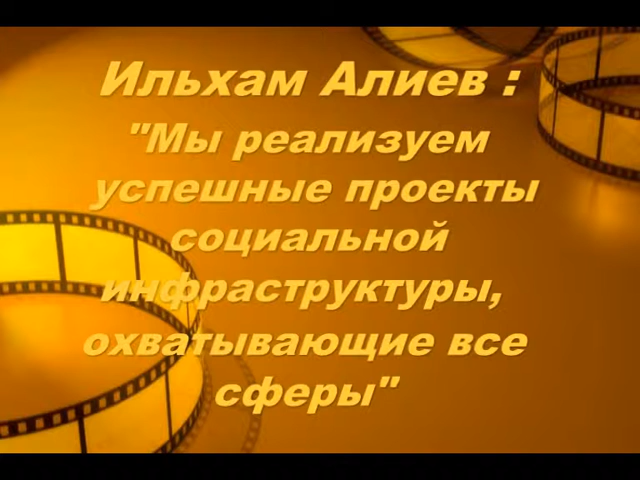 Ильхам Алиев :
"Мы реализуем
успешные проекты
социальной
инфраструктуры,
охватывающие все
сферы"